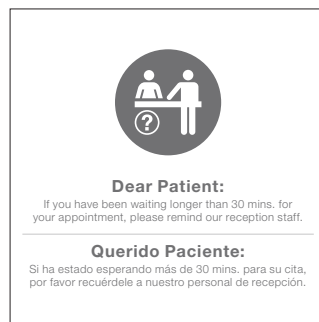 ?
Dear Patient:
If you have been waiting longer than 30 mins. for
your appointment, please remind our reception staff.
Querido Paciente:
Si ha estado esperando más de 30 mins. para su cita,
por favor recuérdele a nuestro personal de recepción.